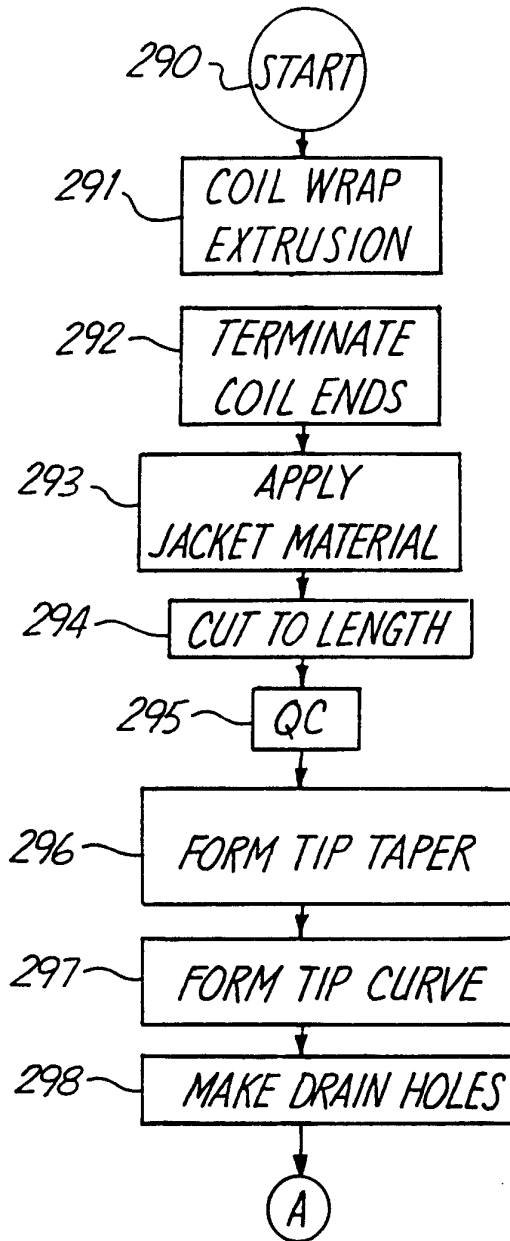 290 START
291 COIL WRAP
EXTRUSION
292 TERMINATE
COIL ENDS
293 APPLY
JACKET MATERIAL
294 CUT TO LENGTH
295 QC
296 FORM TIP TAPER
297 FORM TIP CURVE
298 MAKE DRAIN HOLES
A